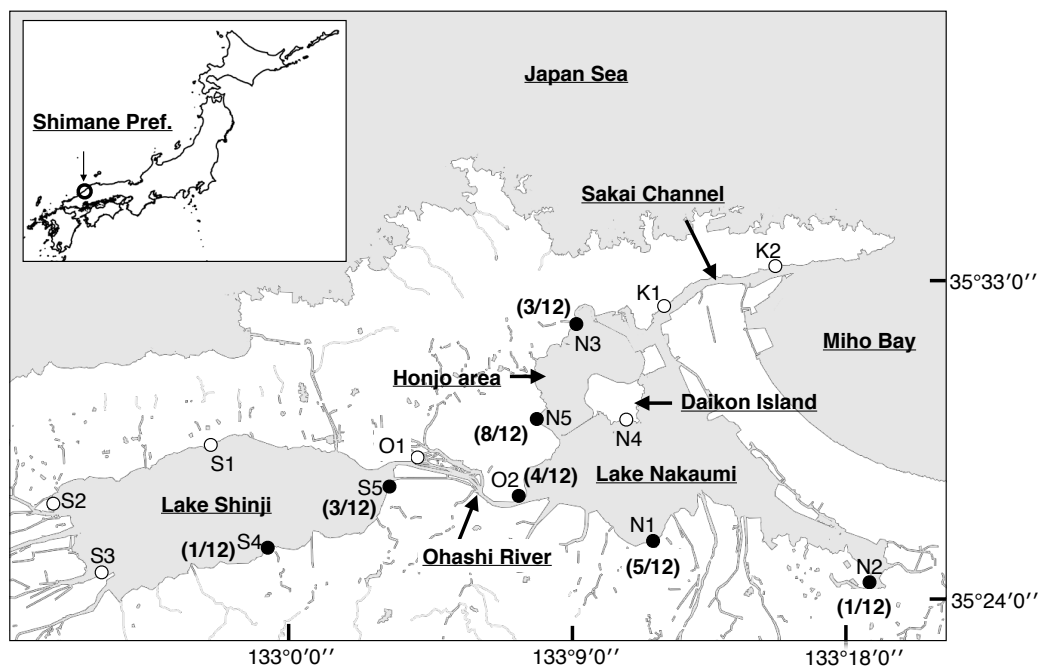 Japan Sea
Shimane Pref.
Sakai Channel
K2
35°33′0′′
K1
(3/12)
N3
Miho Bay
Honjo area
Daikon Island
N5
(8/12)
N4
O1
S1
O2
(4/12)
S5
Lake Nakaumi
S2
Lake Shinji
(3/12)
N1
S4
(1/12)
S3
Ohashi River
(5/12)
N2
(1/12)
35°24′0′′
133°0′0′′
133°9′0′′
133°18′0′′